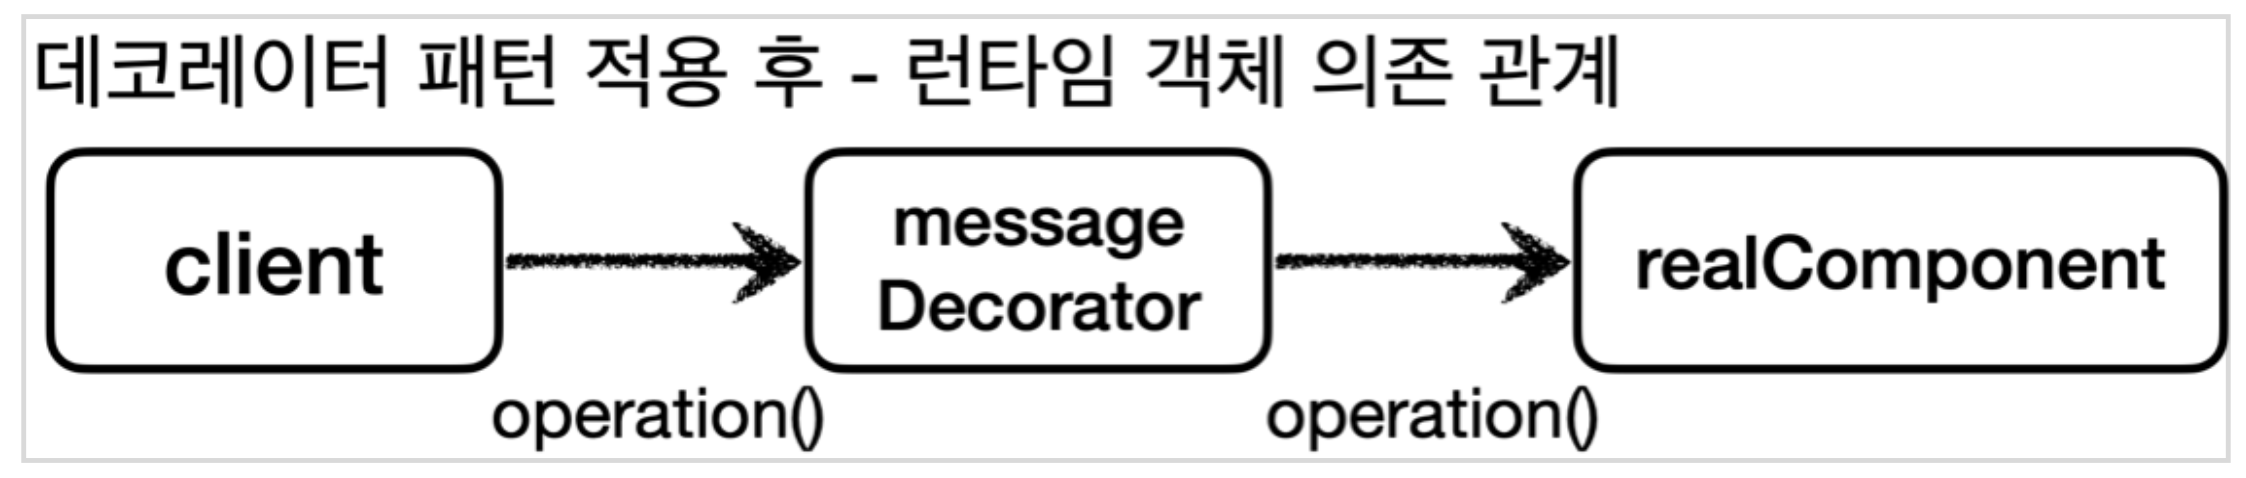 데코레이터 패턴 적용 후 - 런타임 객체 의존 관계
client
message
Decorator
realComponent
operation()
operation()